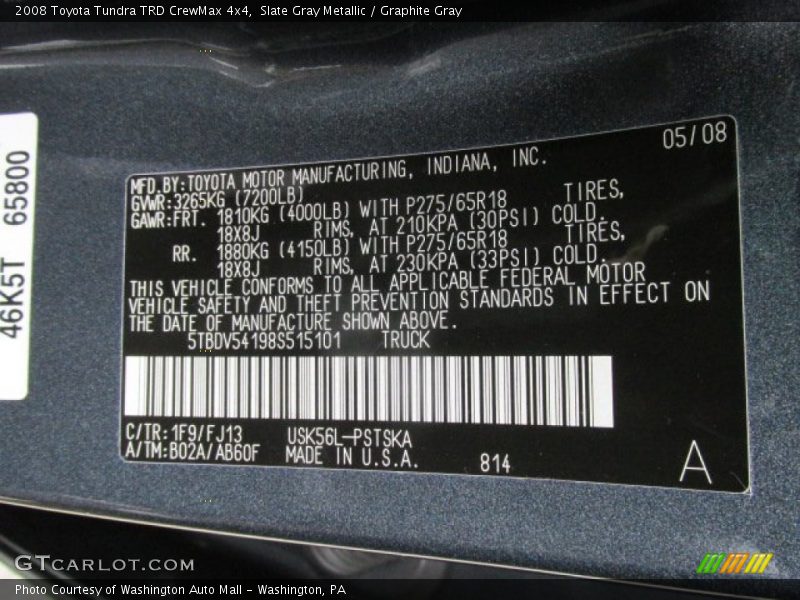 2008 Toyota Tundra TRD CrewMax 4x4,  Slate Gray Metallic / Graphite Gray
05/08
MFD.BY:TOYOTA MOTOR MANUFACTURING, INDIANA, INC.
GVWR:3265KG (7200LB)
GAWR:FRT. 1810KG (4000LB) WITH P275/65R18 TIRES,
18X8J RIMS, AT 210KPA (30PSI) COLD.
RR. 1880KG (4150LB) WITH P275/65R18 TIRES,
18X8J RIMS, AT 230KPA (33PSI) COLD.
THIS VEHICLE CONFORMS TO ALL APPLICABLE FEDERAL MOTOR
VEHICLE SAFETY AND THEFT PREVENTION STANDARDS IN EFFECT ON
THE DATE OF MANUFACTURE SHOWN ABOVE.
5TBDV54198S515101 TRUCK
C/TR:1F9/FJ13 USK56L-PSTSKA
A/TM:B02A/AB60F MADE IN U.S.A. 814
A
46K5T 65800
GTCARLOT.COM
Photo Courtesy of Washington Auto Mall - Washington, PA